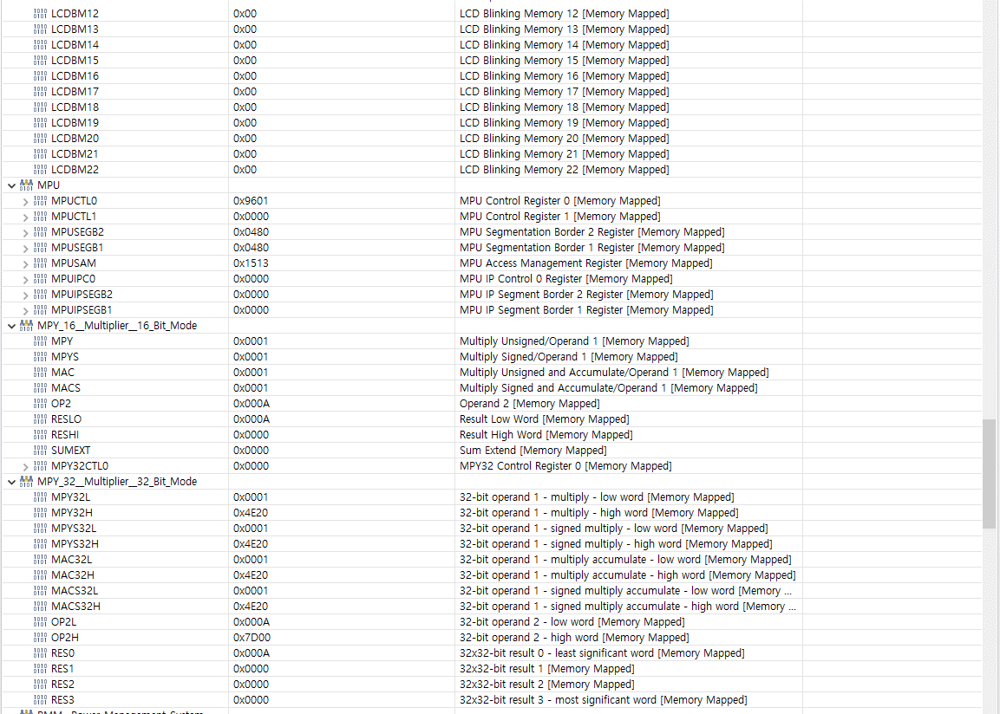 LCDBM12 0x00 LCD Blinking Memory 12 [Memory Mapped]
LCDBM13 0x00 LCD Blinking Memory 13 [Memory Mapped]
LCDBM14 0x00 LCD Blinking Memory 14 [Memory Mapped]
LCDBM15 0x00 LCD Blinking Memory 15 [Memory Mapped]
LCDBM16 0x00 LCD Blinking Memory 16 [Memory Mapped]
LCDBM17 0x00 LCD Blinking Memory 17 [Memory Mapped]
LCDBM18 0x00 LCD Blinking Memory 18 [Memory Mapped]
LCDBM19 0x00 LCD Blinking Memory 19 [Memory Mapped]
LCDBM20 0x00 LCD Blinking Memory 20 [Memory Mapped]
LCDBM21 0x00 LCD Blinking Memory 21 [Memory Mapped]
LCDBM22 0x00 LCD Blinking Memory 22 [Memory Mapped]
MPU
MPUCTL0 0x9601 MPU Control Register 0 [Memory Mapped]
MPUCTL1 0x0000 MPU Control Register 1 [Memory Mapped]
MPUSEGB2 0x0480 MPU Segmentation Border 2 Register [Memory Mapped]
MPUSEGB1 0x0480 MPU Segmentation Border 1 Register [Memory Mapped]
MPUSAM 0x1513 MPU Access Management Register [Memory Mapped]
MPUIPC0 0x0000 MPU IP Control 0 Register [Memory Mapped]
MPUIPSEGB2 0x0000 MPU IP Segment Border 2 Register [Memory Mapped]
MPUIPSEGB1 0x0000 MPU IP Segment Border 1 Register [Memory Mapped]
MPY_16__Multiplier__16_Bit_Mode
MPY 0x0001 Multiply Unsigned/Operand 1 [Memory Mapped]
MPYS 0x0001 Multiply Signed/Operand 1 [Memory Mapped]
MAC 0x0001 Multiply Unsigned and Accumulate/Operand 1 [Memory Mapped]
MACS 0x0001 Multiply Signed and Accumulate/Operand 1 [Memory Mapped]
OP2 0x000A Operand 2 [Memory Mapped]
RESLO 0x000A Result Low Word [Memory Mapped]
RESHI 0x0000 Result High Word [Memory Mapped]
SUMEXT 0x0000 Sum Extend [Memory Mapped]
MPY32CTL0 0x0000 MPY32 Control Register 0 [Memory Mapped]
MPY_32__Multiplier__32_Bit_Mode
MPY32L 0x0001 32-bit operand 1 - multiply - low word [Memory Mapped]
MPY32H 0x4E20 32-bit operand 1 - multiply - high word [Memory Mapped]
MPYS32L 0x0001 32-bit operand 1 - signed multiply - low word [Memory Mapped]
MPYS32H 0x4E20 32-bit operand 1 - signed multiply - high word [Memory Mapped]
MAC32L 0x0001 32-bit operand 1 - multiply accumulate - low word [Memory Mapped]
MAC32H 0x4E20 32-bit operand 1 - multiply accumulate - high word [Memory Mapped]
MACS32L 0x0001 32-bit operand 1 - signed multiply accumulate - low word [Memory ...
MACS32H 0x4E20 32-bit operand 1 - signed multiply accumulate - high word [Memory ...
OP2L 0x000A 32-bit operand 2 - low word [Memory Mapped]
OP2H 0x7D00 32-bit operand 2 - high word [Memory Mapped]
RES0 0x000A 32x32-bit result 0 - least significant word [Memory Mapped]
RES1 0x0000 32x32-bit result 1 [Memory Mapped]
RES2 0x0000 32x32-bit result 2 [Memory Mapped]
RES3 0x0000 32x32-bit result 3 - most significant word [Memory Mapped]